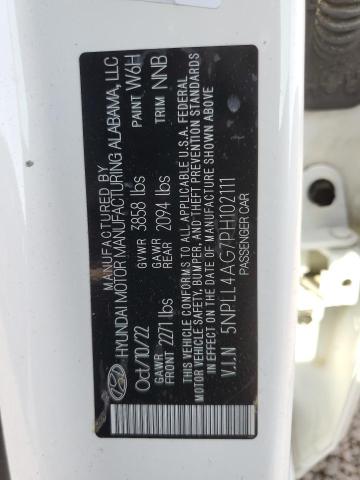 MANUFACTURED BY
HYUNDAI MOTOR MANUFACTURING ALABAMA, LLC
Oct/10/22 GVWR 3858 lbs PAINT W6H
GAWR FRONT 2271 lbs GAWR REAR 2094 lbs TRIM NNB
THIS VEHICLE CONFORMS TO ALL APPLICABLE U.S.A. FEDERAL
MOTOR VEHICLE SAFETY, BUMPER, AND THEFT PREVENTION STANDARDS
IN EFFECT ON THE DATE OF MANUFACTURE SHOWN ABOVE.
V.I.N 5NPLL4AG7PH102111
PASSENGER CAR